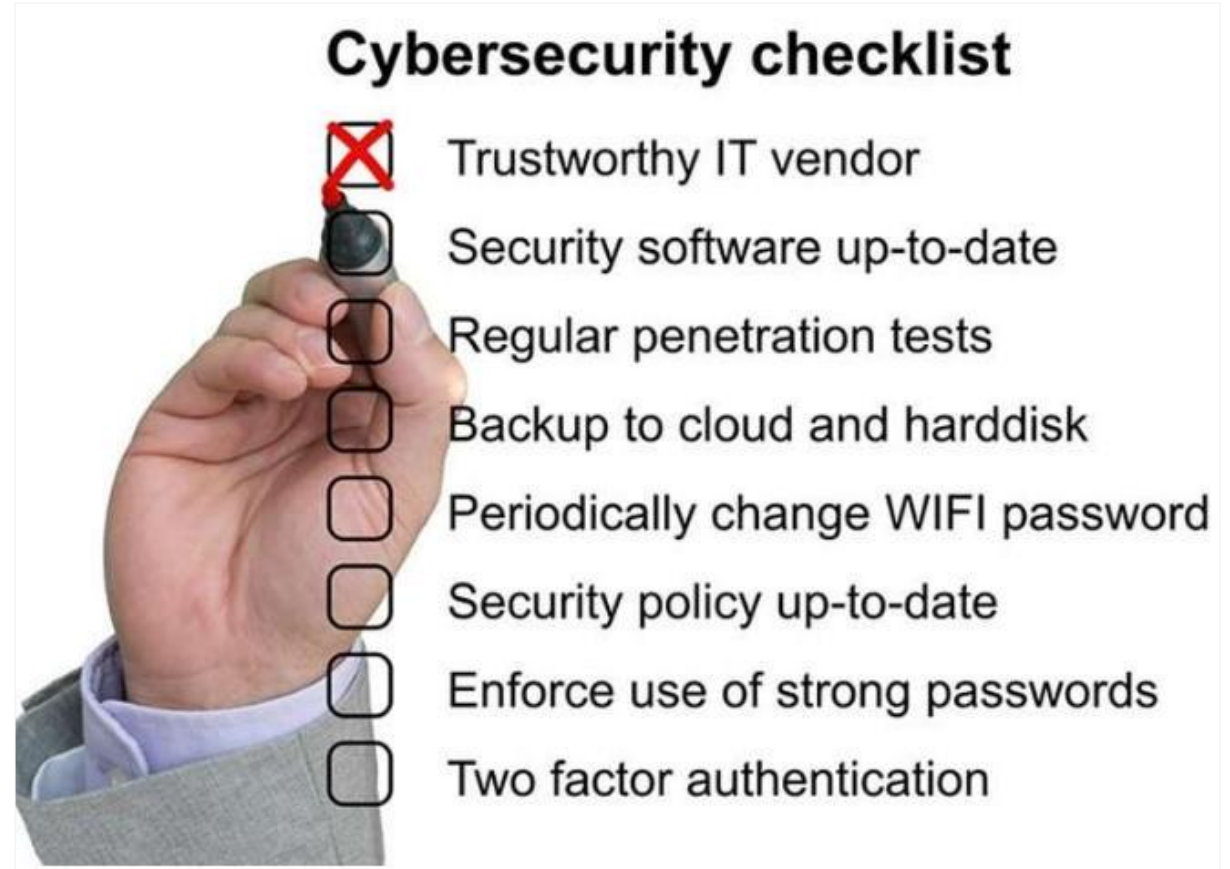 Cybersecurity checklist
Trustworthy IT vendor
Security software up-to-date
Regular penetration tests
Backup to cloud and harddisk
Periodically change WIFI password
Security policy up-to-date
Enforce use of strong passwords
Two factor authentication